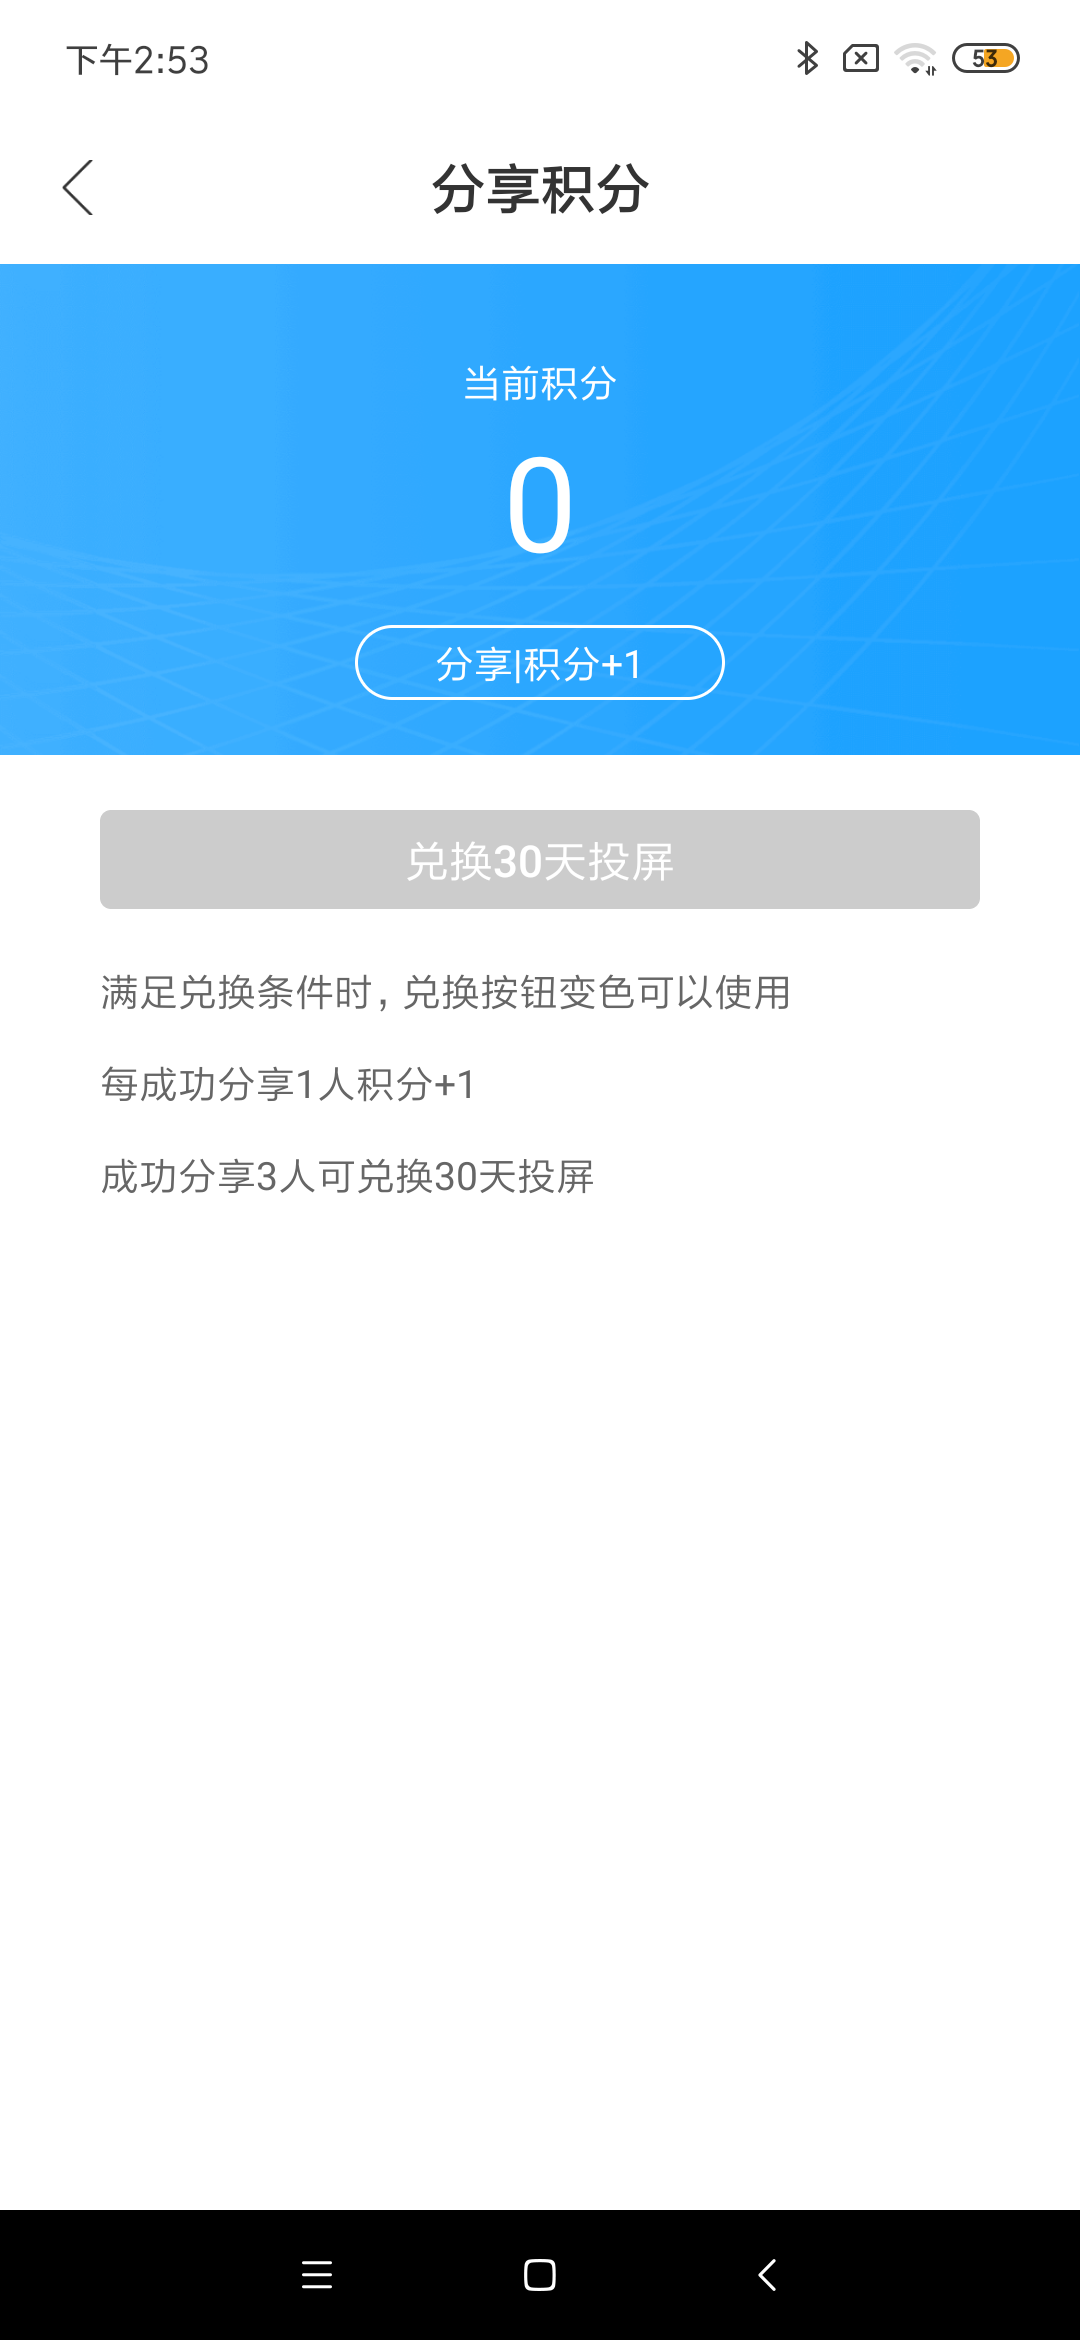 下午2:53
53
分享积分
当前积分
0
分享|积分+1
兑换30天投屏
满足兑换条件时，兑换按钮变色可以使用
每成功分享1人积分+1
成功分享3人可兑换30天投屏